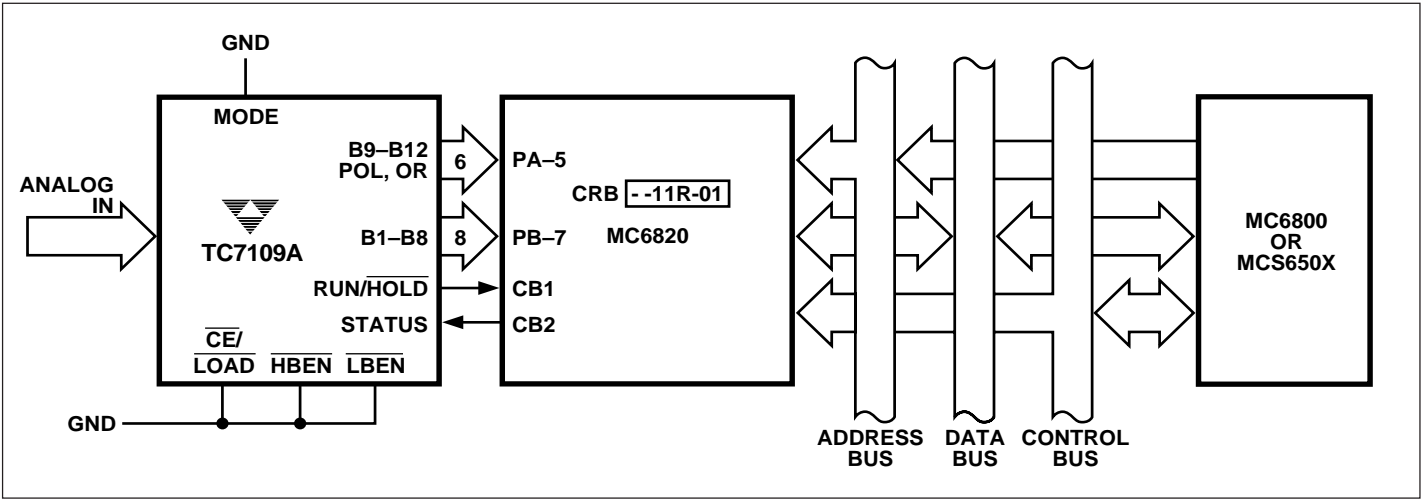 GND
MODE
B9–B12
POL, OR
6
PA–5
ANALOG
IN
CRB - -11R-01
MC6820
TC7109A
B1–B8
8
PB–7
MC6800
OR
MCS650X
RUN/HOLD
CB1
STATUS
CB2
CE/
LOAD
HBEN
LBEN
GND
ADDRESS
BUS
DATA
BUS
CONTROL
BUS